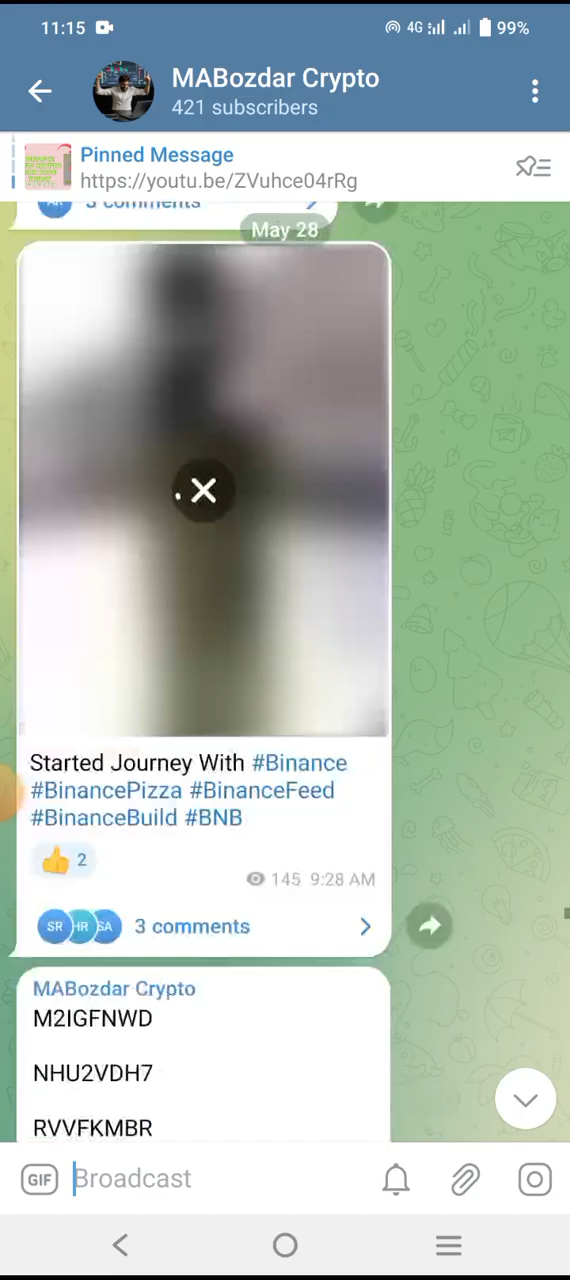 11:15 4G 99%
MABozdar Crypto
421 subscribers
Pinned Message
https://youtu.be/ZVuhce04rRg
3 comments
May 28
Started Journey With #Binance
#BinancePizza #BinanceFeed
#BinanceBuild #BNB
2
145 9:28 AM
SR HR SA 3 comments
MABozdar Crypto
M2IGFNWD
NHU2VDH7
RVVFKMBR
GIF Broadcast